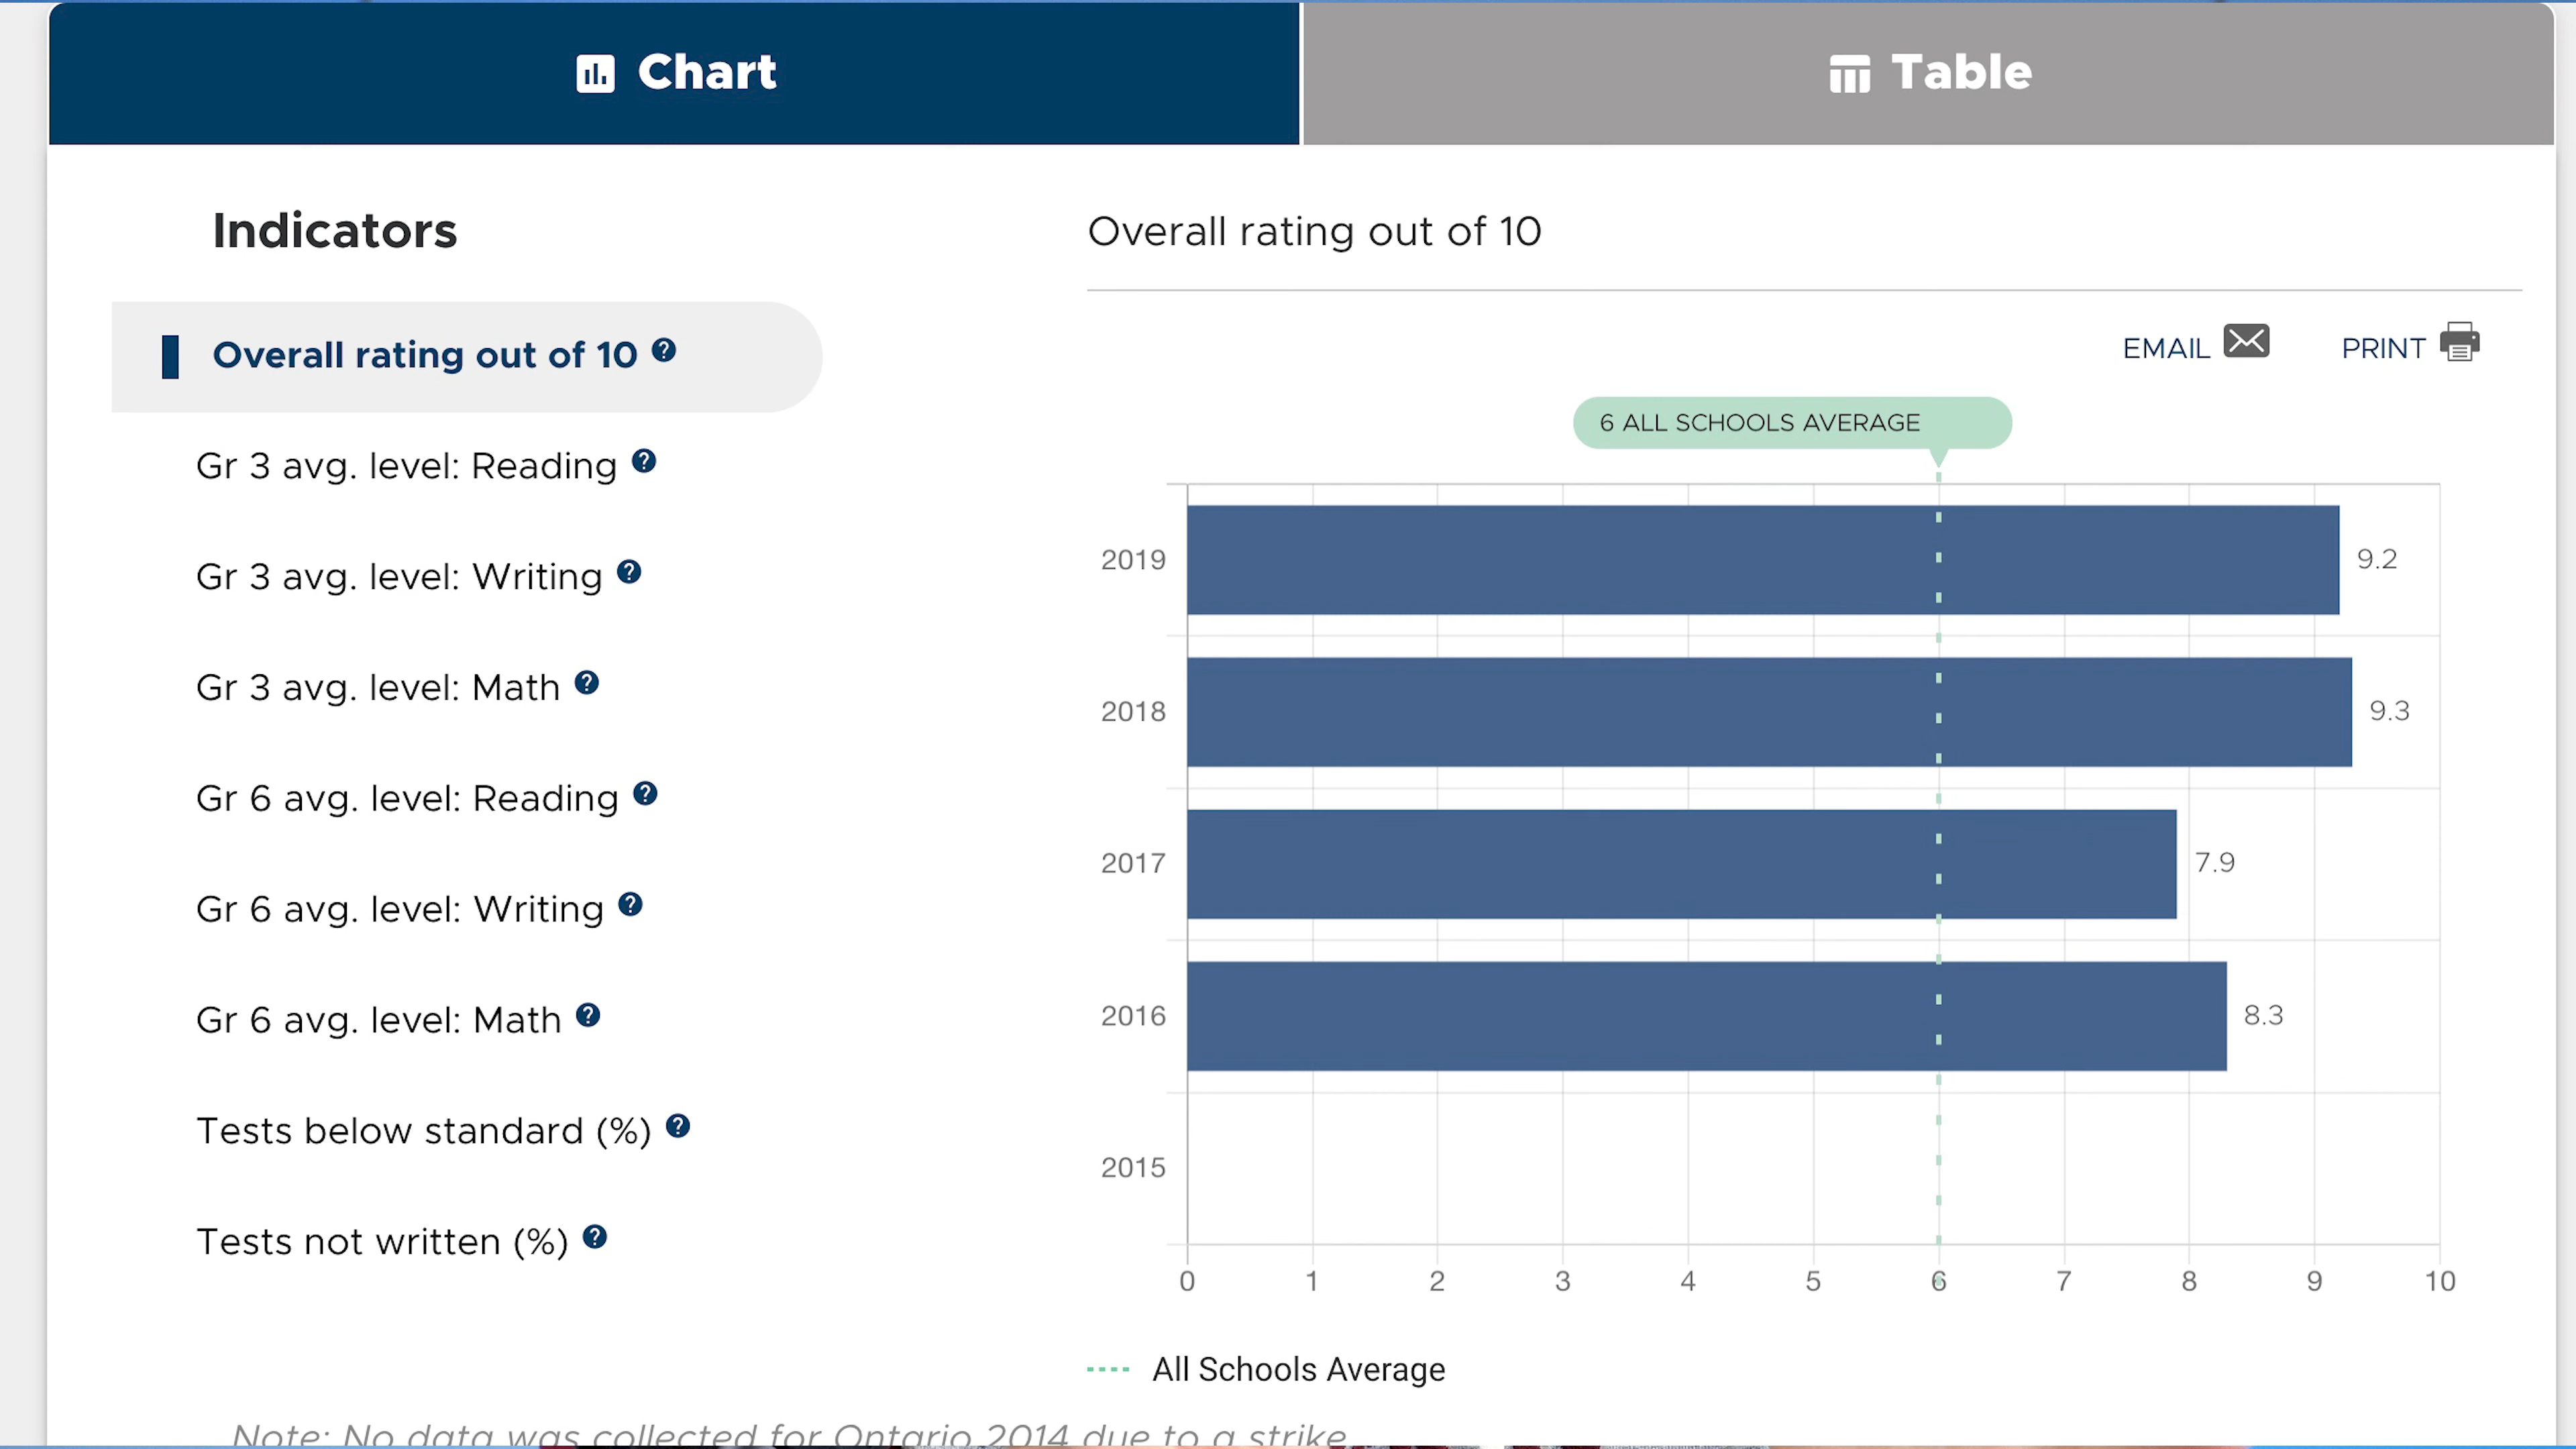 Chart
Table
Indicators
Overall rating out of 10
Gr 3 avg. level: Reading
Gr 3 avg. level: Writing
Gr 3 avg. level: Math
Gr 6 avg. level: Reading
Gr 6 avg. level: Writing
Gr 6 avg. level: Math
Tests below standard (%)
Tests not written (%)
Overall rating out of 10
EMAIL
PRINT
6 ALL SCHOOLS AVERAGE
2019 9.2
2018 9.3
2017 7.9
2016 8.3
2015
0 1 2 3 4 5 6 7 8 9 10
All Schools Average
Note: No data was collected for Ontario 2014 due to a strike